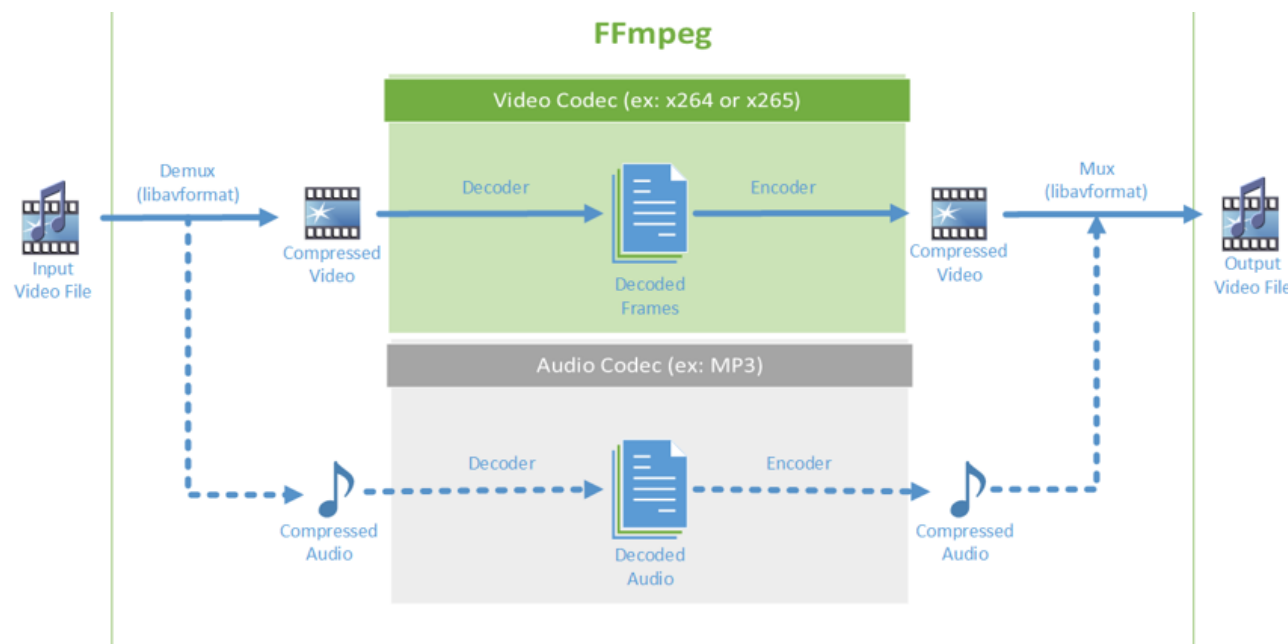 FFmpeg
Video Codec (ex: x264 or x265)
Demux
(libavformat)
Decoder
Encoder
Mux
(libavformat)
Input
Video File
Compressed
Video
Decoded
Frames
Compressed
Video
Output
Video File
Audio Codec (ex: MP3)
Decoder
Encoder
Compressed
Audio
Decoded
Audio
Compressed
Audio